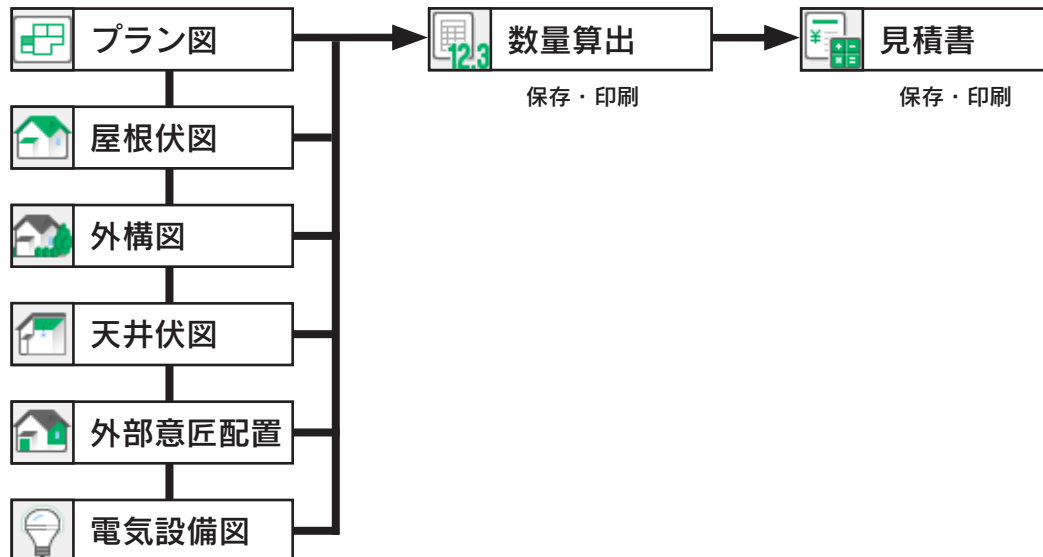 プラン図
数量算出
見積書
保存・印刷
保存・印刷
屋根伏図
外構図
天井伏図
外部意匠配置
電気設備図
12.3
¥